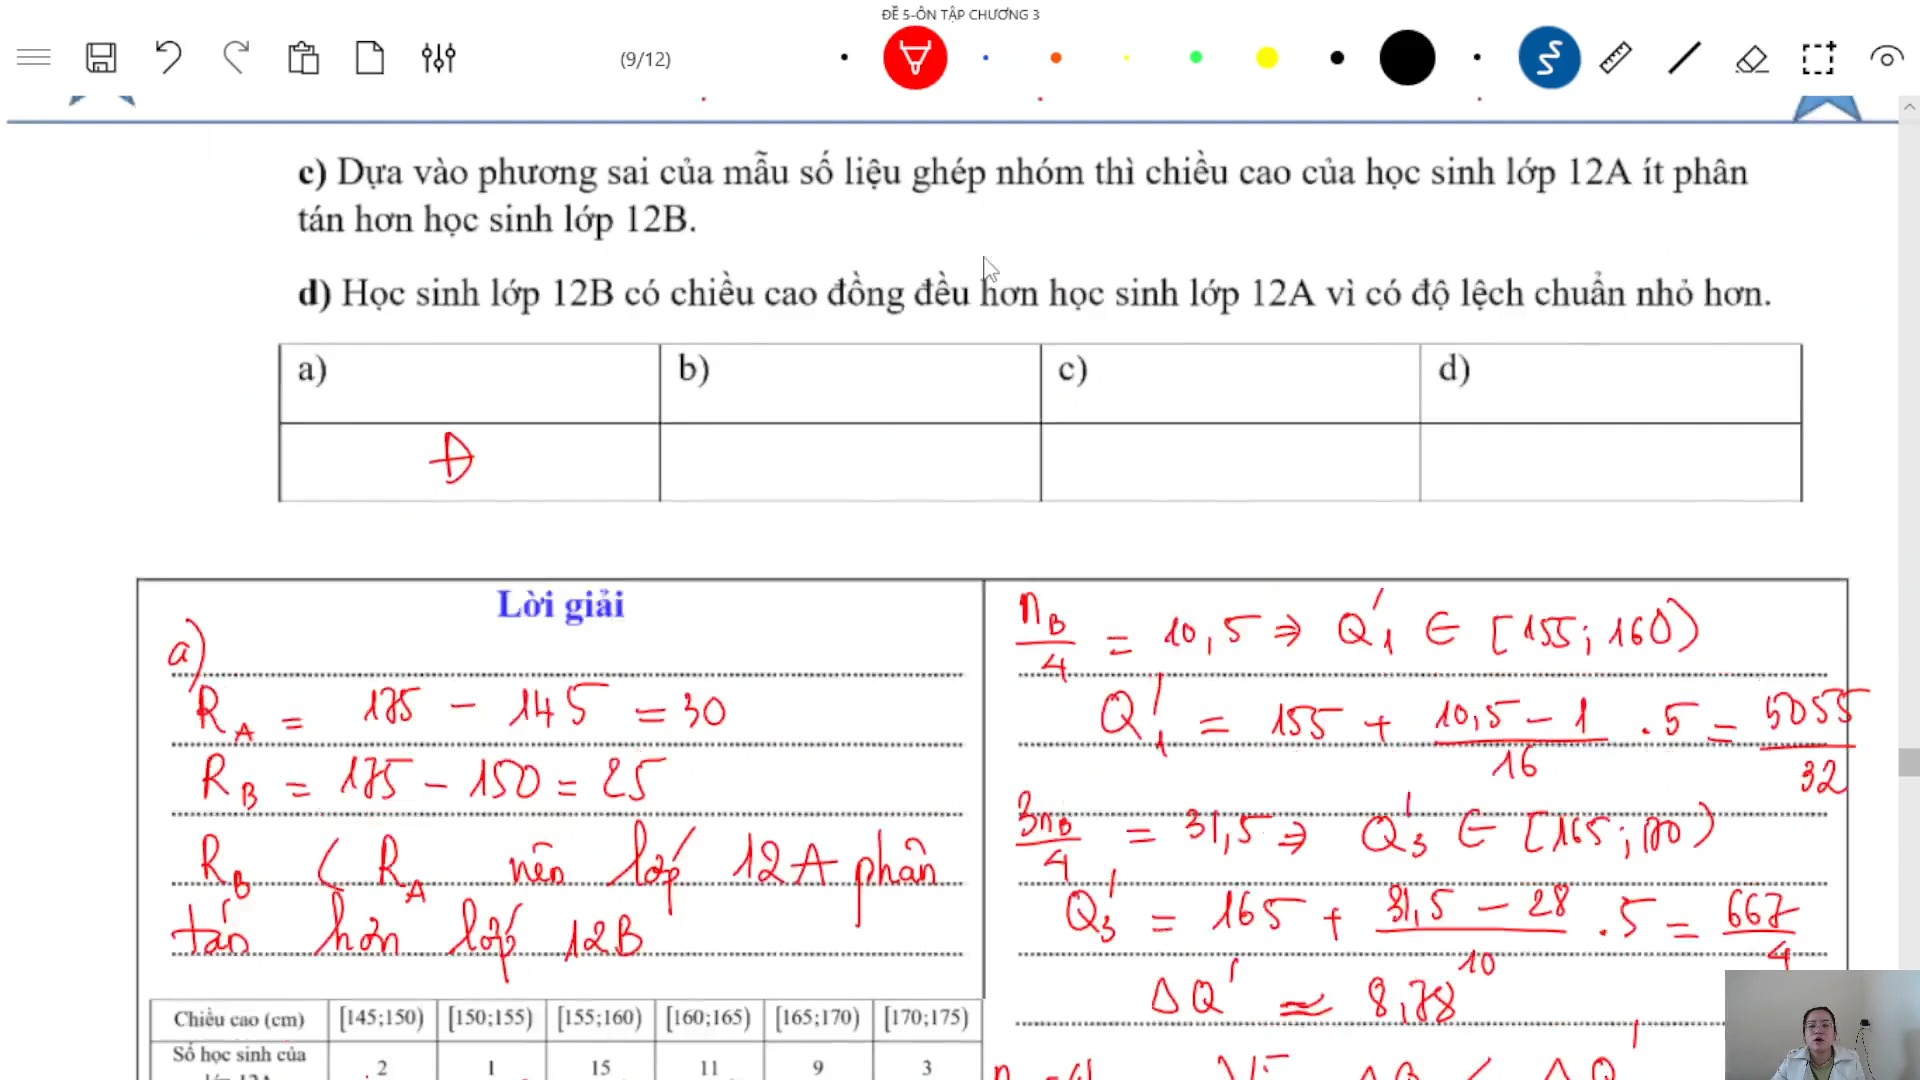 ĐỀ 5-ÔN TẬP CHƯƠNG 3
(9/12)
c) Dựa vào phương sai của mẫu số liệu ghép nhóm thì chiều cao của học sinh lớp 12A ít phân
tán hơn học sinh lớp 12B.
d) Học sinh lớp 12B có chiều cao đồng đều hơn học sinh lớp 12A vì có độ lệch chuẩn nhỏ hơn.
a) b) c) d)
Đ
Lời giải
a)
R_A = 175 - 145 = 30
R_B = 175 - 150 = 25
R_B < R_A nên lớp 12A phân
tán hơn lớp 12B
Chiều cao (cm) [145;150) [150;155) [155;160) [160;165) [165;170) [170;175)
Số học sinh của 2 1 15 11 9 3
lớp 12A
n_B/4 = 10,5 ⇒ Q'_1 ∈ [155; 160)
Q'_1 = 155 + (10,5 - 1)/16 . 5 = 5055/32
3n_B/4 = 31,5 ⇒ Q'_3 ∈ [165; 170)
Q'_3 = 165 + (31,5 - 28)/10 . 5 = 667/4
ΔQ' ≈ 8,78